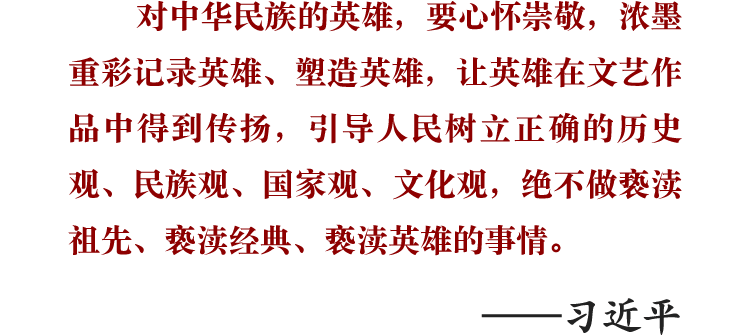 对中华民族的英雄，要心怀崇敬，浓墨
重彩记录英雄、塑造英雄，让英雄在文艺作
品中得到传扬，引导人民树立正确的历史
观、民族观、国家观、文化观，绝不做亵渎
祖先、亵渎经典、亵渎英雄的事情。
——习近平